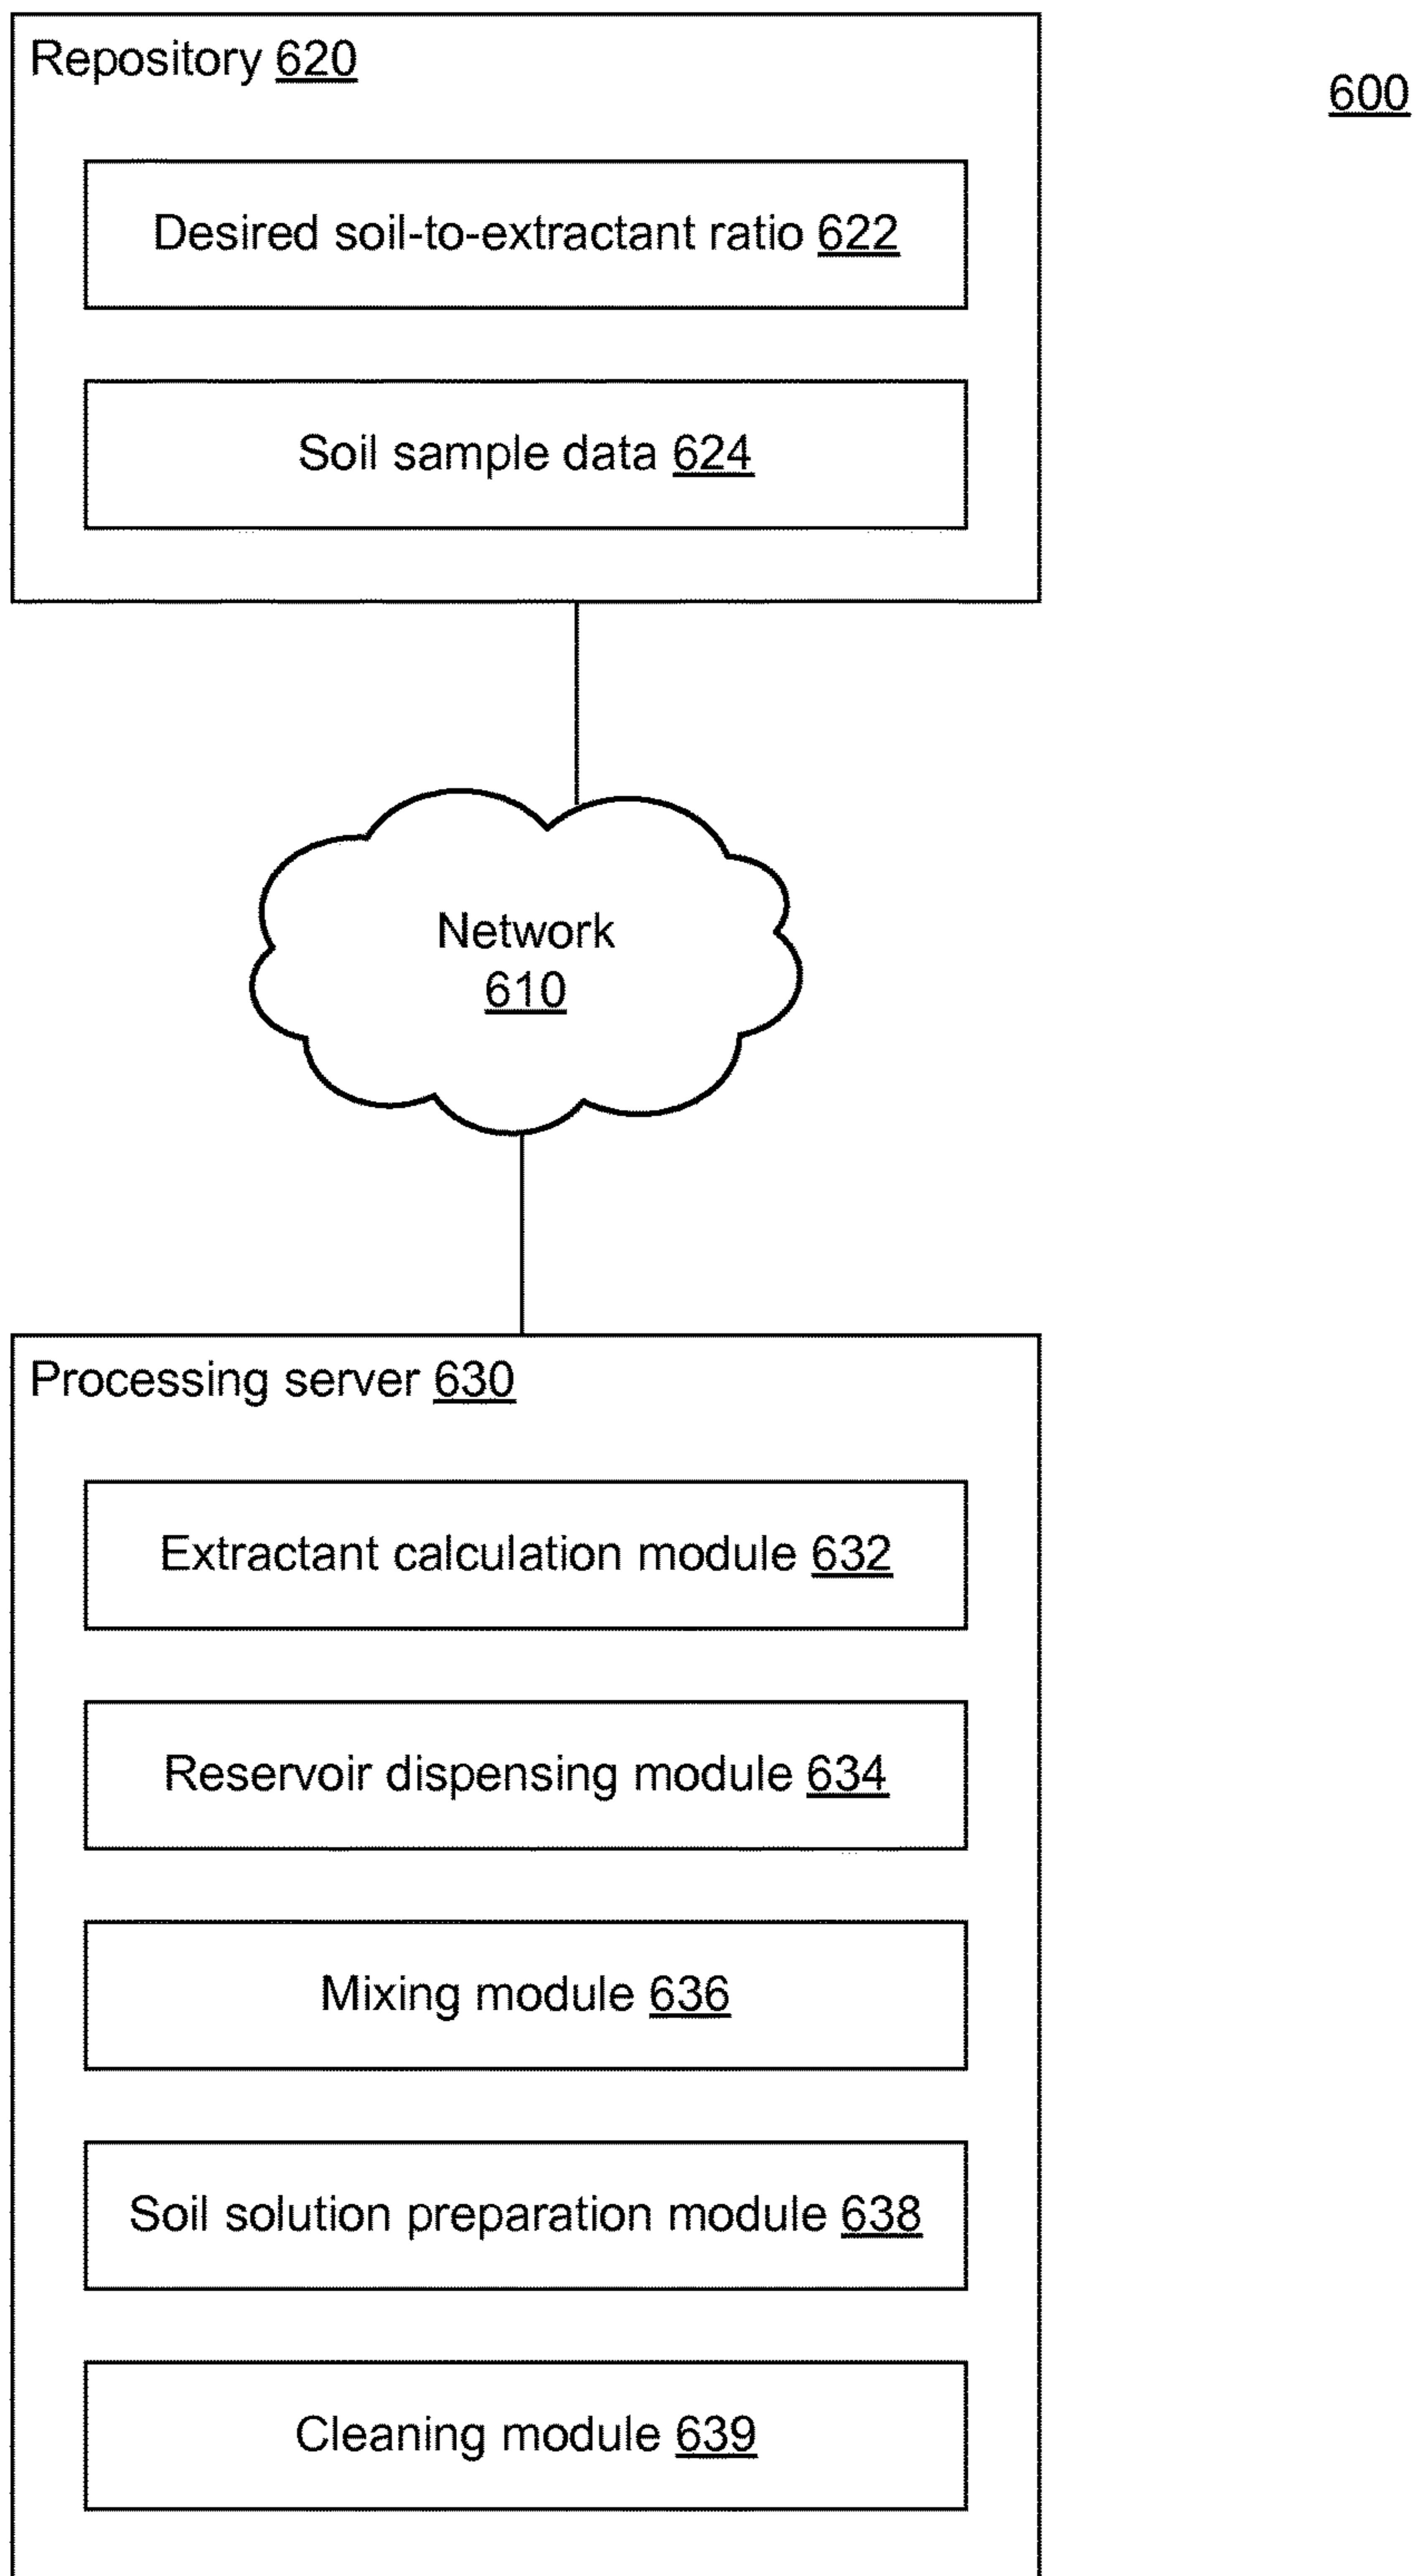 Repository 620
600
Desired soil-to-extractant ratio 622
Soil sample data 624
Network
610
Processing server 630
Extractant calculation module 632
Reservoir dispensing module 634
Mixing module 636
Soil solution preparation module 638
Cleaning module 639